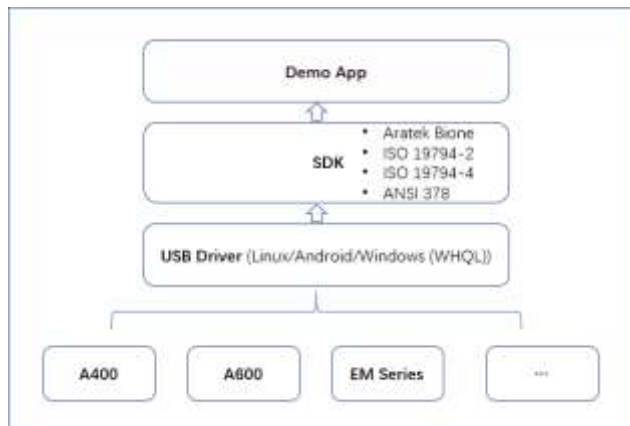 Demo App
SDK
• Aratek Bione
• ISO 19794-2
• ISO 19794-4
• ANSI 378
USB Driver (Linux/Android/Windows (WHQL))
A400
A600
EM Series
...